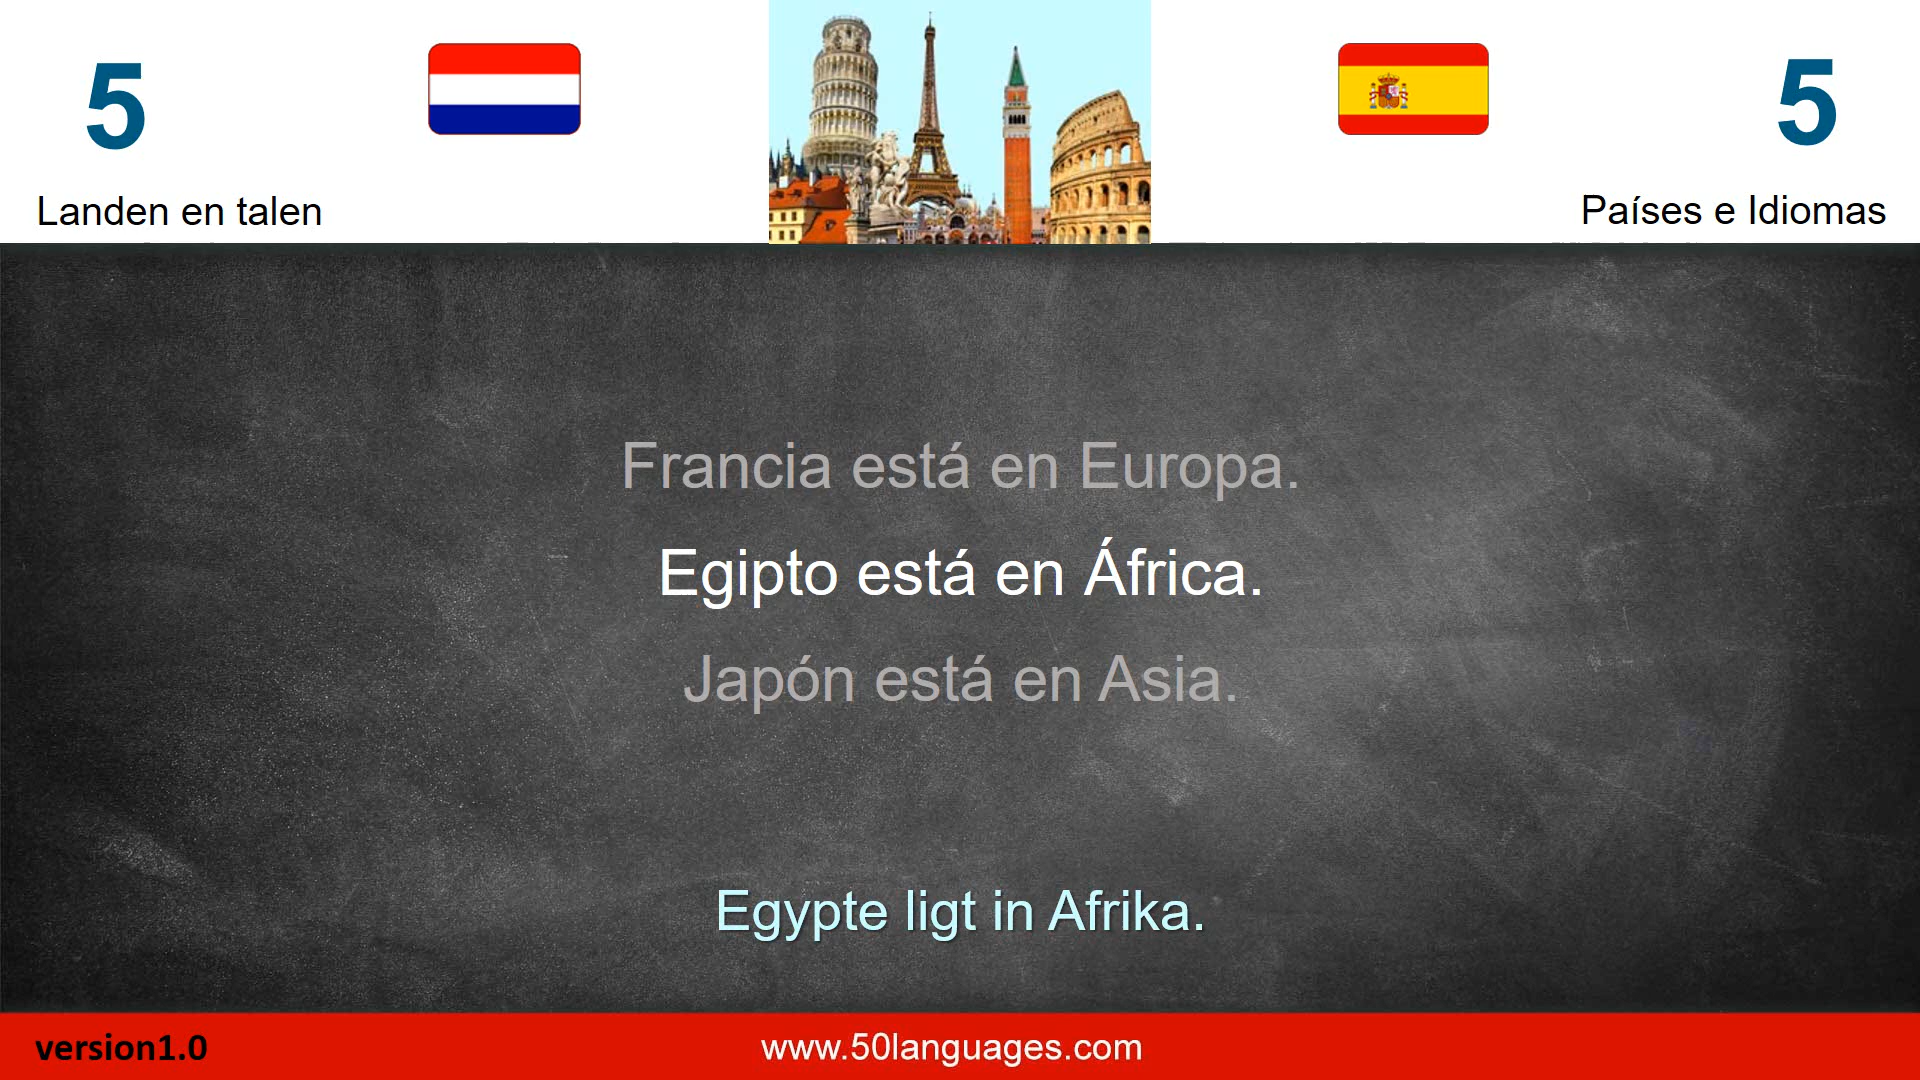 5
5
Landen en talen
Países e Idiomas
Francia está en Europa.
Egipto está en África.
Japón está en Asia.
Egypte ligt in Afrika.
version1.0
www.50languages.com